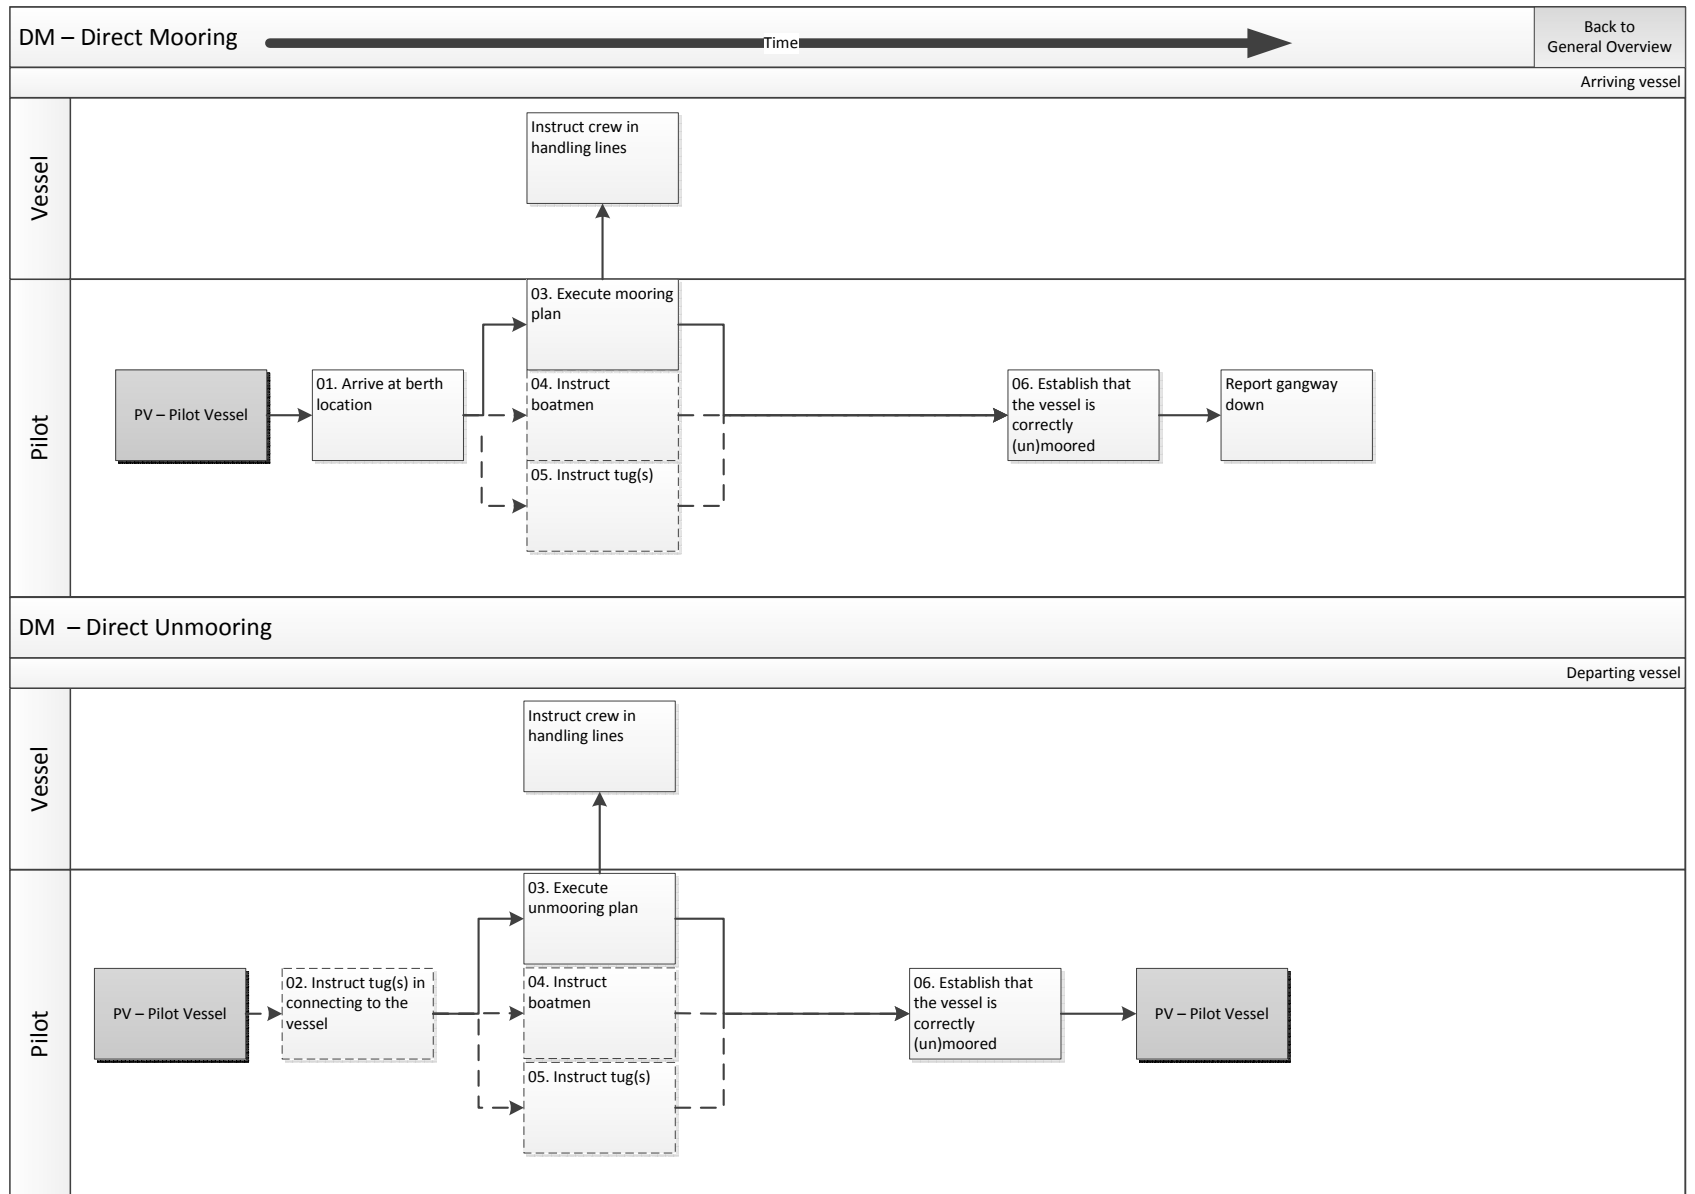 DM – Direct Mooring
Time
Back to
General Overview
Arriving vessel
Vessel
Instruct crew in
handling lines
Pilot
PV – Pilot Vessel
01. Arrive at berth
location
03. Execute mooring
plan
04. Instruct
boatmen
05. Instruct tug(s)
06. Establish that
the vessel is
correctly
(un)moored
Report gangway
down
DM – Direct Unmooring
Departing vessel
Vessel
Instruct crew in
handling lines
Pilot
PV – Pilot Vessel
02. Instruct tug(s) in
connecting to the
vessel
03. Execute
unmooring plan
04. Instruct
boatmen
05. Instruct tug(s)
06. Establish that
the vessel is
correctly
(un)moored
PV – Pilot Vessel